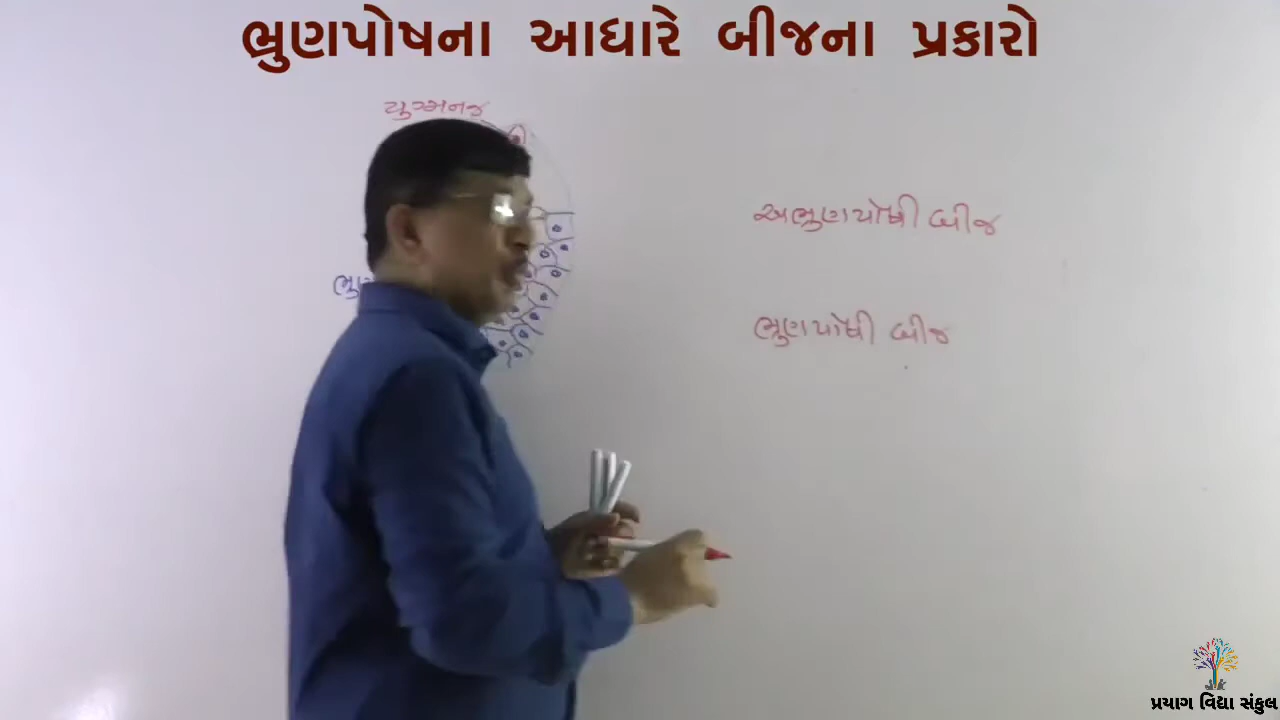 ભ્રુણપોષના આધારે બીજના પ્રકારો
યુગ્મનજ
અભ્રુણપોષી બીજ
ભ્રુણપોષી બીજ
પ્રયાગ વિદ્યા સંકુલ